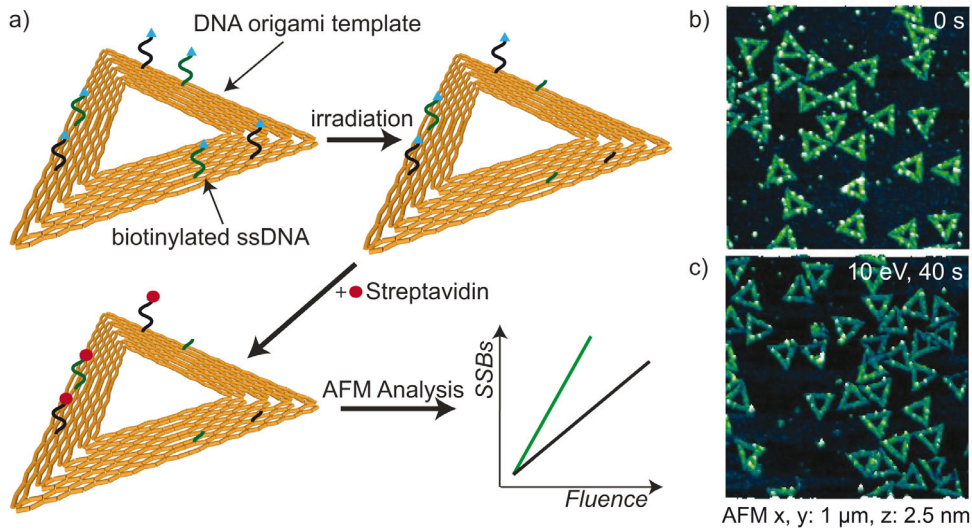 a)
DNA origami template
irradiation
biotinylated ssDNA
+ Streptavidin
AFM Analysis
SSBs
Fluence
b)
0 s
c)
10 eV, 40 s
AFM x, y: 1 µm, z: 2.5 nm